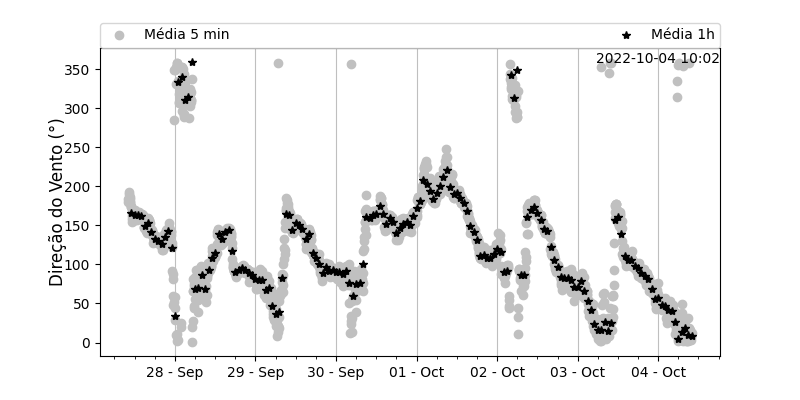 Média 5 min
Média 1h
2022-10-04 10:02
Direção do Vento (°)
350
300
250
200
150
100
50
0
28 - Sep
29 - Sep
30 - Sep
01 - Oct
02 - Oct
03 - Oct
04 - Oct